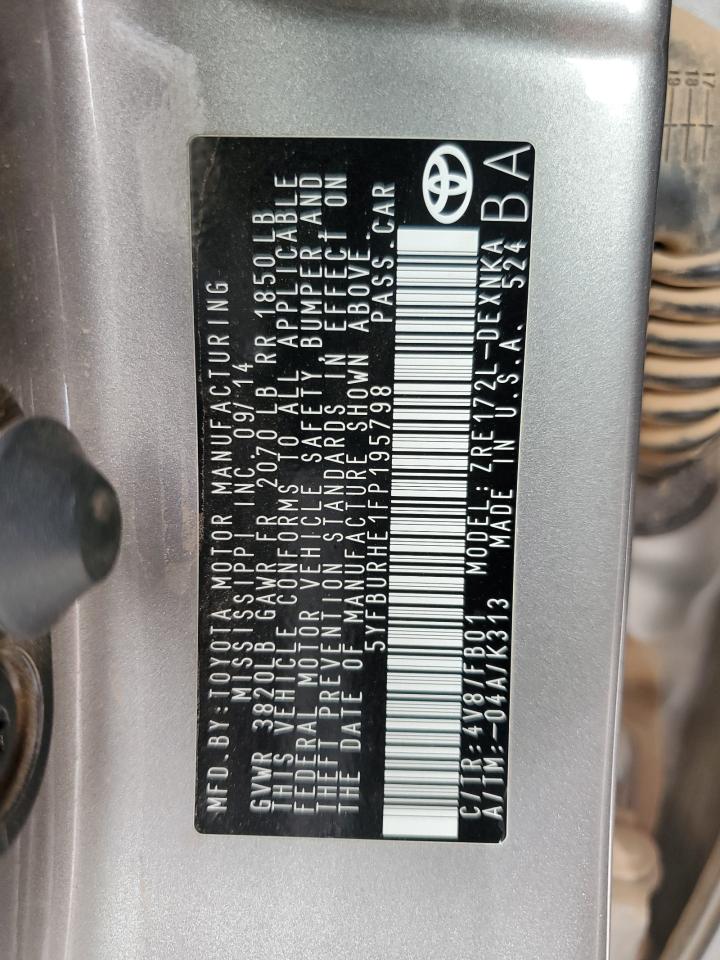 MFD.BY:TOYOTA MOTOR MANUFACTURING
MISSISSIPPI INC.09/14
GVWR 3820LB GAWR FR 2070 LB RR 1850 LB
THIS VEHICLE CONFORMS TO ALL APPLICABLE
FEDERAL MOTOR VEHICLE SAFETY,BUMPER AND
THEFT PREVENTION STANDARDS IN EFFECT ON
THE DATE OF MANUFACTURE SHOWN ABOVE.
5YFBURHE1FP195798 PASS.CAR
C/TR:4V8/FB01 MODEL:ZRE172L-DEXNKA
A/TM:-04A/K313 MADE IN U.S.A. 524
BA
17
18
19